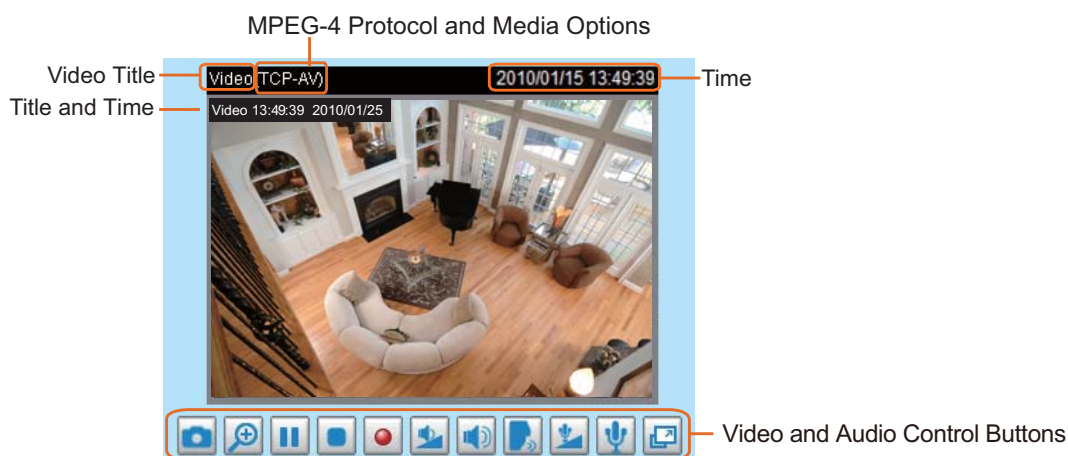 MPEG-4 Protocol and Media Options
Video Title
Video (TCP-AV)
2010/01/15 13:49:39
Time
Title and Time
Video 13:49:39 2010/01/25
Video and Audio Control Buttons